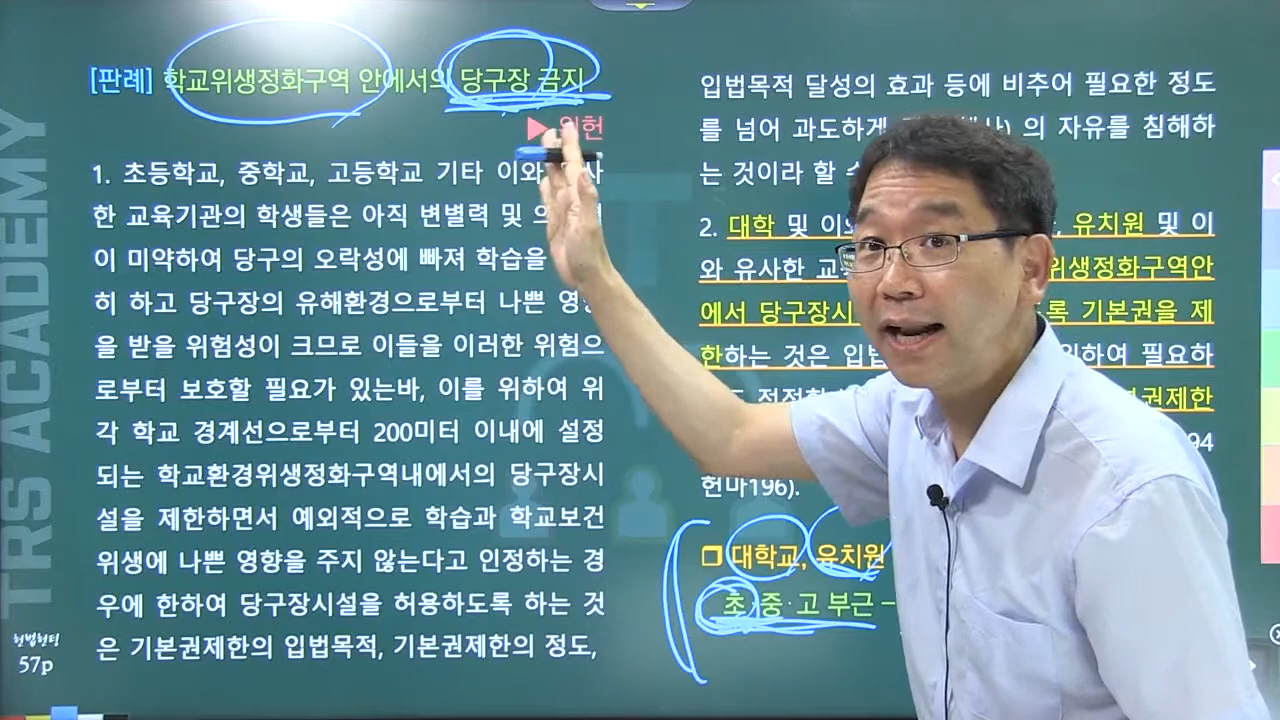 TRS ACADEMY
[판례] 학교위생정화구역 안에서의 당구장 금지
1. 초등학교, 중학교, 고등학교 기타
한 교육기관의 학생들은 아직 변별력 및
이 미약하여 당구의 오락성에 빠져 학습을
히 하고 당구장의 유해환경으로부터 나쁜
을 받을 위험성이 크므로 이들을 이러한 위험으
로부터 보호할 필요가 있는바, 이를 위하여 위
각 학교 경계선으로부터 200미터 이내에 설정
되는 학교환경위생정화구역내에서의 당구장시
설을 제한하면서 예외적으로 학습과 학교보건
위생에 나쁜 영향을 주지 않는다고 인정하는 경
우에 한하여 당구장시설을 허용하도록 하는 것
은 기본권제한의 입법목적, 기본권제한의 정도,
헌법헌팅
57p
입법목적 달성의 효과 등에 비추어 필요한 정도
를 넘어 과도하게 의 자유를 침해하
는 것이라 할
2. 대학 및 유치원 및 이
와 유사한 위생정화구역안
에서 당구장시 기본권을 제
한하는 것은 위하여 필요하
권제한
94
헌마196).
❒ 대학교, 유치원
초·중·고 부근 -